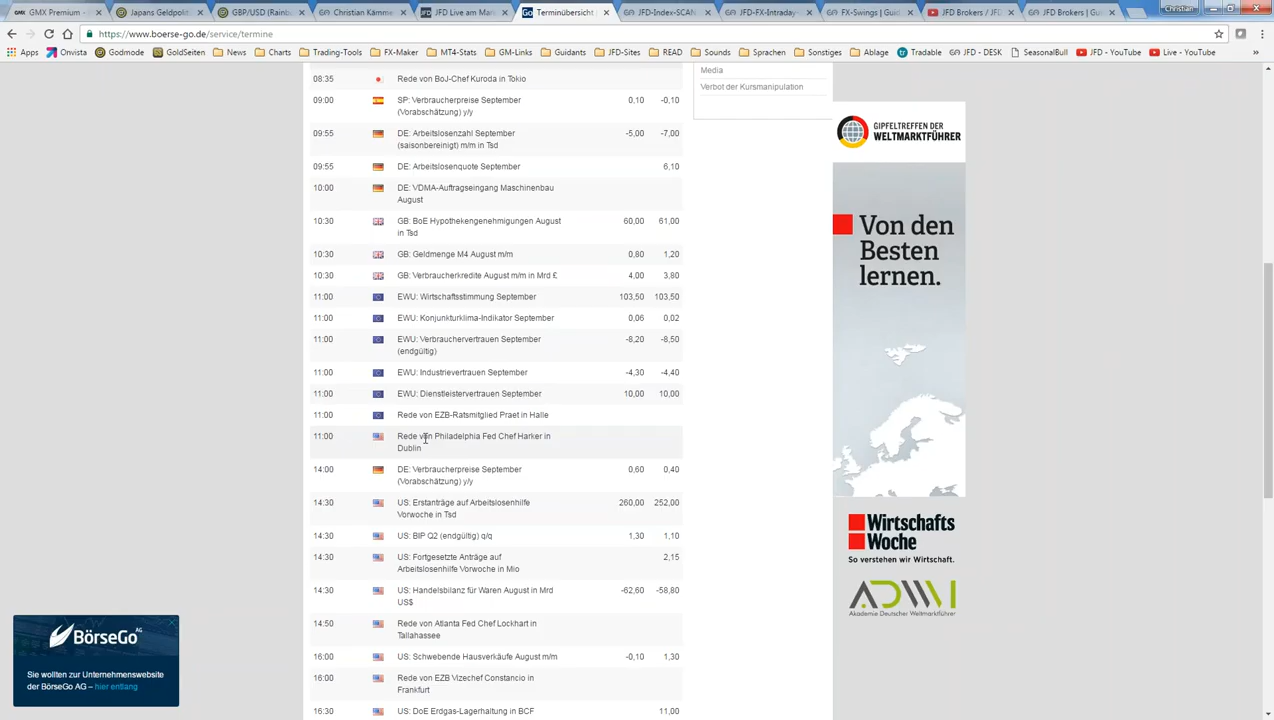 GMX Premium -
Japans Geldpolit
GBP/USD (Rainb
Christian Kämme
JFD Live am Mar
Terminübersicht
JFD-Index-SCAN
JFD-FX-Intraday
FX-Swings | Guid
JFD Brokers / JF
JFD Brokers | Gu
Christian
https://www.boerse-go.de/service/termine
Apps Onvista Godmode GoldSeiten News Charts Trading-Tools FX-Maker MT4-Stats GM-Links Guidants JFD-Sites READ Sounds Sprachen Sonstiges Ablage Tradable JFD - DESK SeasonalBull JFD - YouTube Live - YouTube
08:35 Rede von BoJ-Chef Kuroda in Tokio
09:00 SP: Verbraucherpreise September 0,10 -0,10
(Vorabschätzung) y/y
09:55 DE: Arbeitslosenzahl September -5,00 -7,00
(saisonbereinigt) m/m in Tsd
09:55 DE: Arbeitslosenquote September 6,10
10:00 DE: VDMA-Auftragseingang Maschinenbau
August
10:30 GB: BoE Hypothekengenehmigungen August 60,00 61,00
in Tsd
10:30 GB: Geldmenge M4 August m/m 0,80 1,20
10:30 GB: Verbraucherkredite August m/m in Mrd £ 4,00 3,80
11:00 EWU: Wirtschaftsstimmung September 103,50 103,50
11:00 EWU: Konjunkturklima-Indikator September 0,06 0,02
11:00 EWU: Verbrauchervertrauen September -8,20 -8,50
(endgültig)
11:00 EWU: Industrievertrauen September -4,30 -4,40
11:00 EWU: Dienstleistervertrauen September 10,00 10,00
11:00 Rede von EZB-Ratsmitglied Praet in Halle
11:00 Rede von Philadelphia Fed Chef Harker in
Dublin
14:00 DE: Verbraucherpreise September 0,60 0,40
(Vorabschätzung) y/y
14:30 US: Erstanträge auf Arbeitslosenhilfe 260,00 252,00
Vorwoche in Tsd
14:30 US: BIP Q2 (endgültig) q/q 1,30 1,10
14:30 US: Fortgesetzte Anträge auf 2,15
Arbeitslosenhilfe Vorwoche in Mio
14:30 US: Handelsbilanz für Waren August in Mrd -62,60 -58,80
US$
14:50 Rede von Atlanta Fed Chef Lockhart in
Tallahassee
16:00 US: Schwebende Hausverkäufe August m/m -0,10 1,30
16:00 Rede von EZB Vizechef Constancio in
Frankfurt
16:30 US: DoE Erdgas-Lagerhaltung in BCF 11,00
Media
Verbot der Kursmanipulation
GIPFELTREFFEN DER
WELTMARKTFÜHRER
Von den
Besten
lernen.
Wirtschafts
Woche
So verstehen wir Wirtschaft.
ADWM
Akademie Deutscher Weltmarktführer
BörseGo AG
Sie wollten zur Unternehmenswebsite
der BörseGo AG – hier entlang